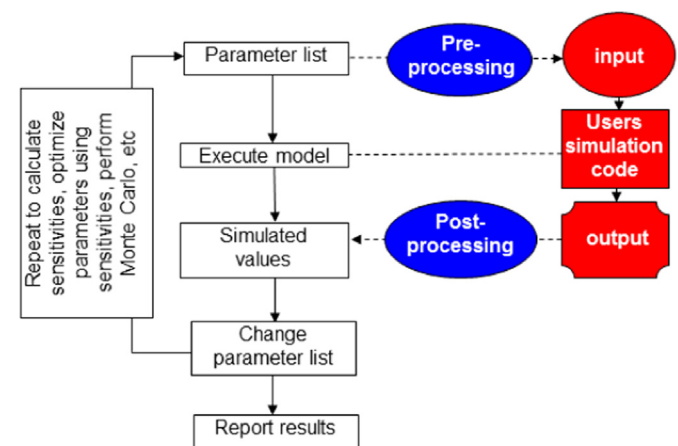 Parameter list
Pre-
processing
input
Execute model
Users
simulation
code
Simulated
values
Post-
processing
output
Change
parameter list
Report results
Repeat to calculate
sensitivities, optimize
parameters using
sensitivities, perform
Monte Carlo, etc